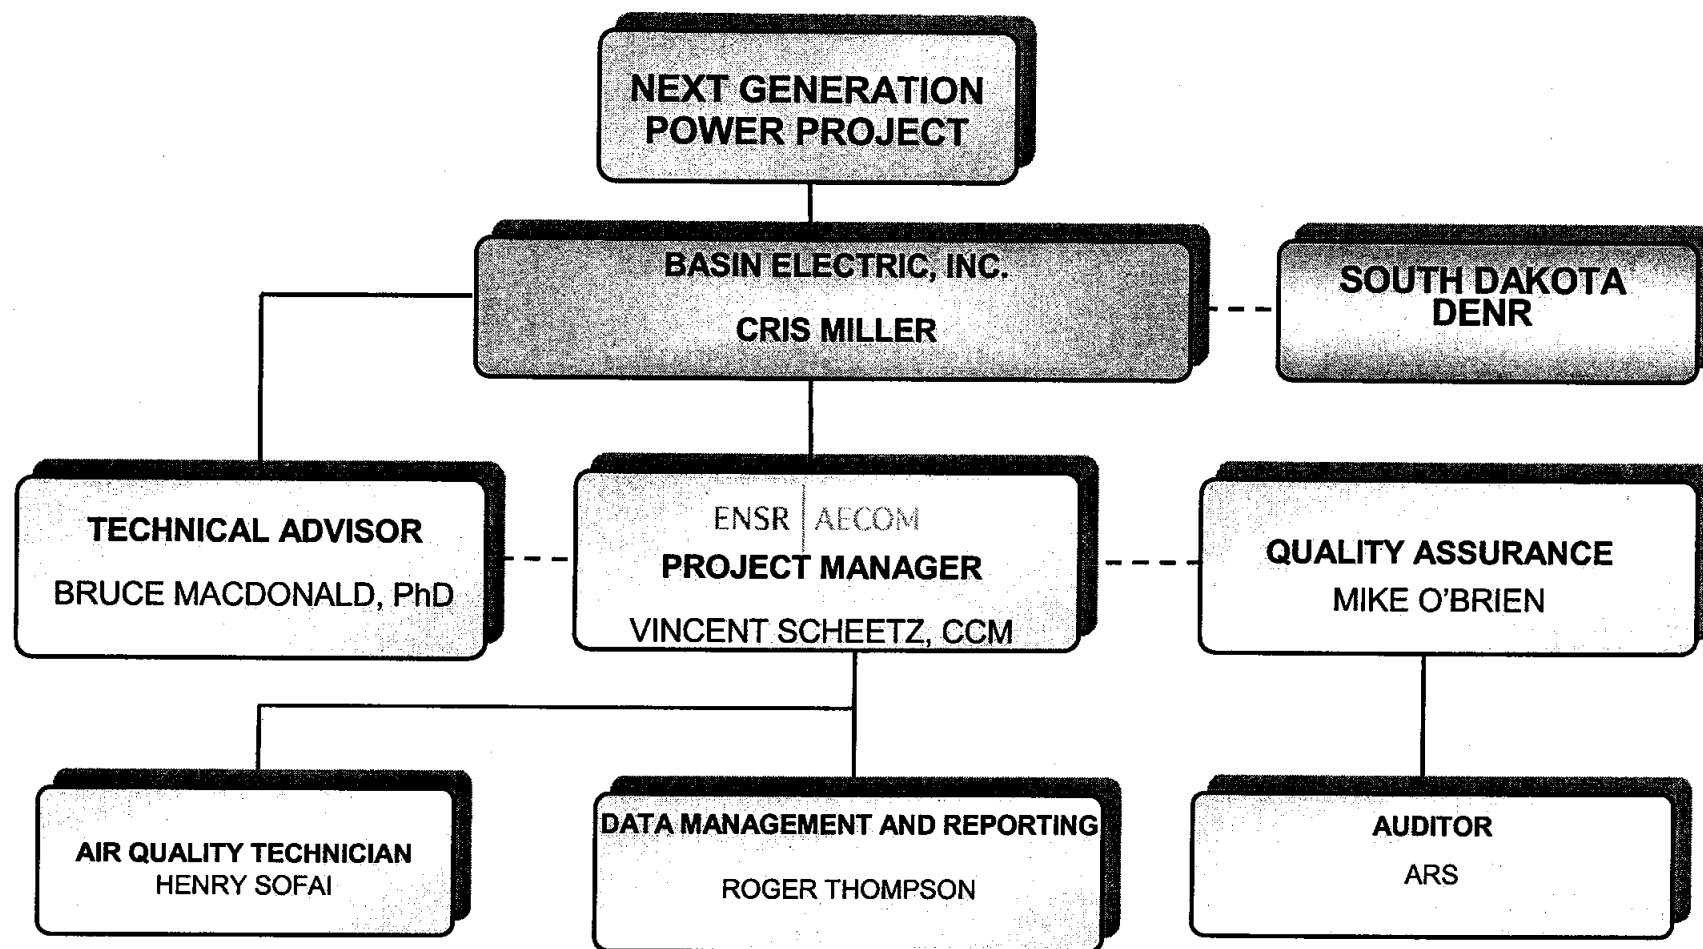 NEXT GENERATION
POWER PROJECT
BASIN ELECTRIC, INC.
CRIS MILLER
SOUTH DAKOTA
DENR
TECHNICAL ADVISOR
BRUCE MACDONALD, PhD
ENSR | AECOM
PROJECT MANAGER
VINCENT SCHEETZ, CCM
QUALITY ASSURANCE
MIKE O'BRIEN
AIR QUALITY TECHNICIAN
HENRY SOFAI
DATA MANAGEMENT AND REPORTING
ROGER THOMPSON
AUDITOR
ARS